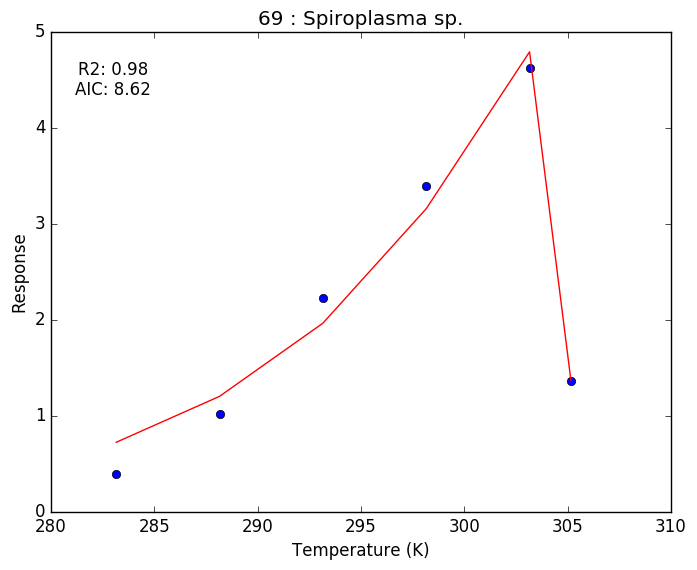 69 : Spiroplasma sp.
R2: 0.98
AIC: 8.62
5
4
3
2
1
0
Response
280 285 290 295 300 305 310
Temperature (K)